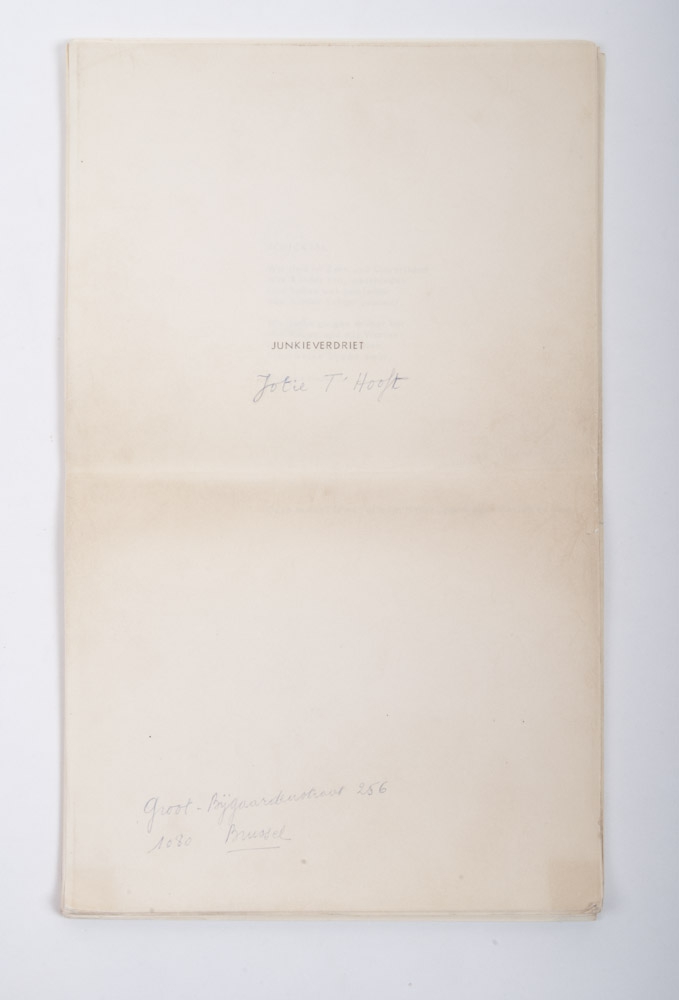 JUNKIEVERDRIET
Jotie T'Hooft
Groot-Bijgaardenstraat 256
1080 Brussel